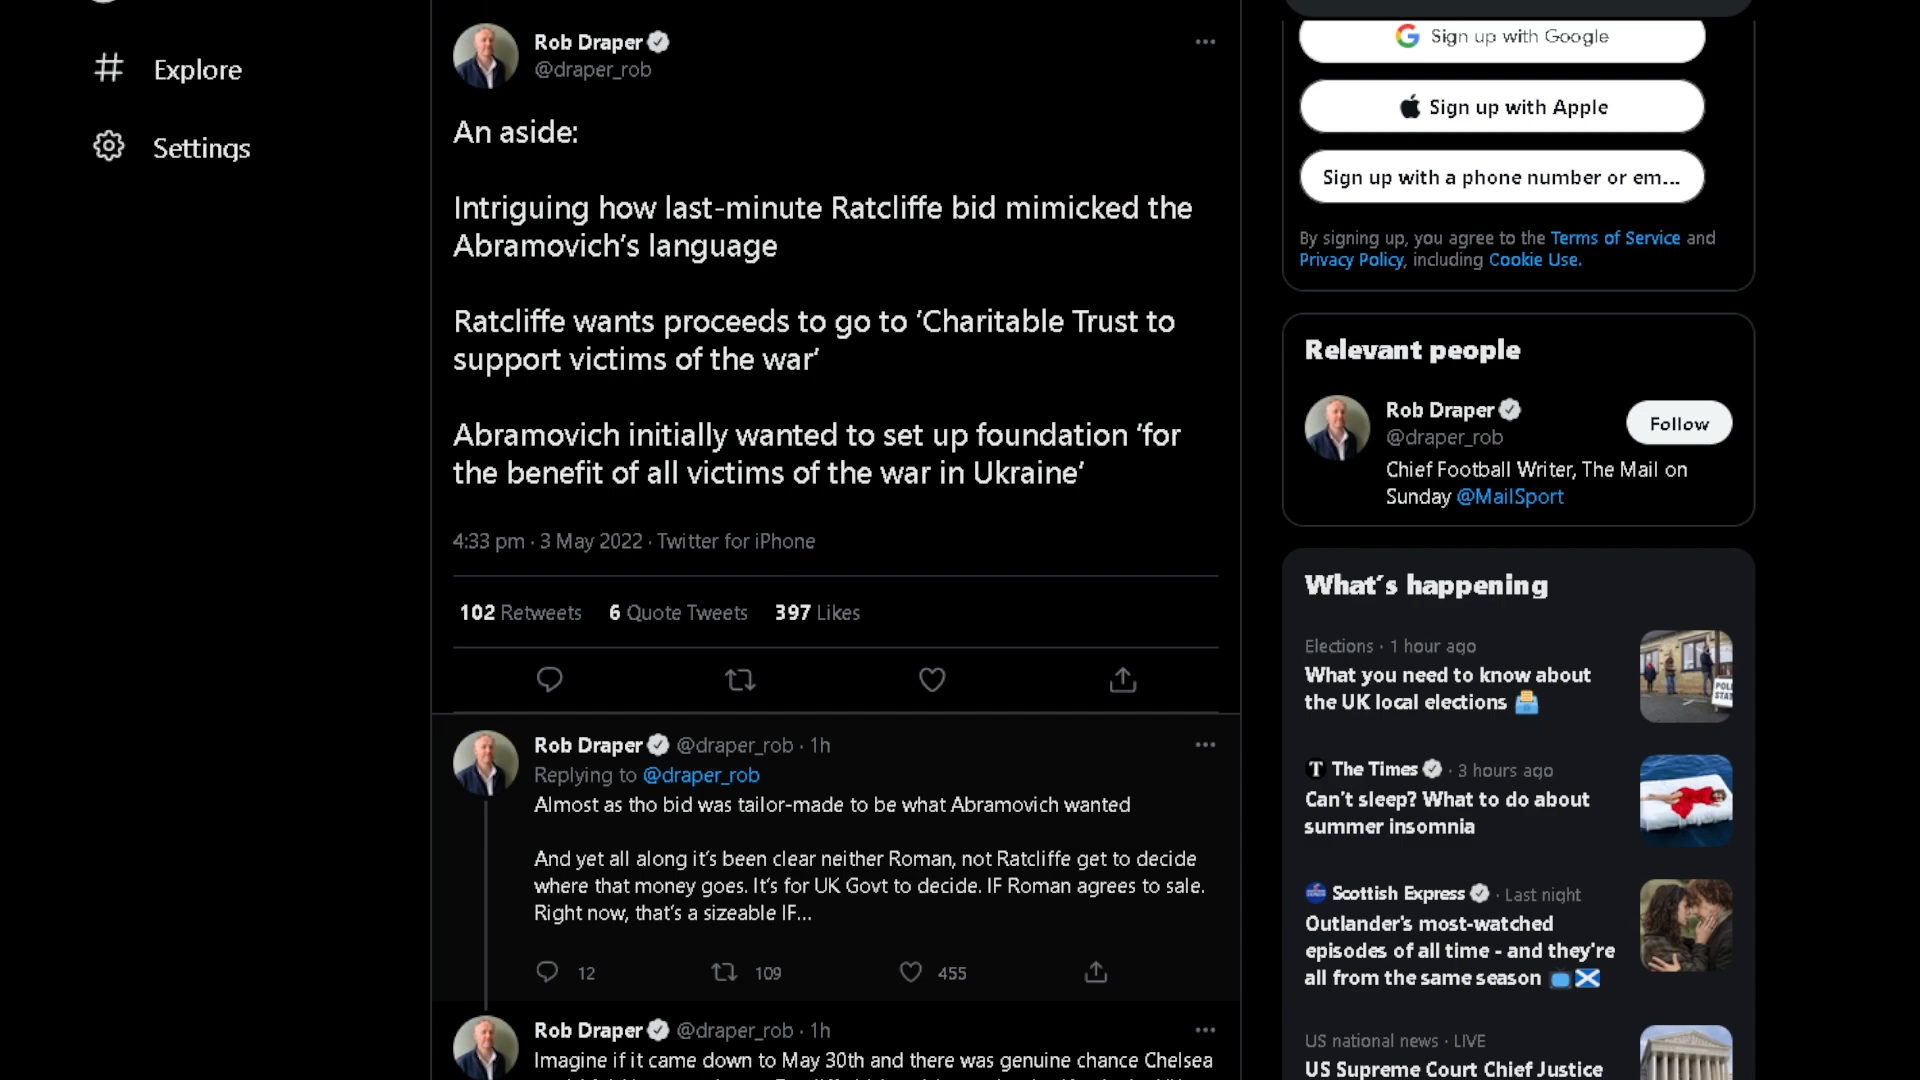 Explore
Settings
Rob Draper
@draper_rob
An aside:
Intriguing how last-minute Ratcliffe bid mimicked the
Abramovich's language
Ratcliffe wants proceeds to go to 'Charitable Trust to
support victims of the war'
Abramovich initially wanted to set up foundation 'for
the benefit of all victims of the war in Ukraine'
4:33 pm · 3 May 2022 · Twitter for iPhone
102 Retweets 6 Quote Tweets 397 Likes
Rob Draper @draper_rob · 1h
Replying to @draper_rob
Almost as tho bid was tailor-made to be what Abramovich wanted
And yet all along it's been clear neither Roman, not Ratcliffe get to decide
where that money goes. It's for UK Govt to decide. IF Roman agrees to sale.
Right now, that's a sizeable IF...
12 109 455
Rob Draper @draper_rob · 1h
Imagine if it came down to May 30th and there was genuine chance Chelsea
Sign up with Google
Sign up with Apple
Sign up with a phone number or em...
By signing up, you agree to the Terms of Service and
Privacy Policy, including Cookie Use.
Relevant people
Rob Draper
@draper_rob
Follow
Chief Football Writer, The Mail on
Sunday @MailSport
What's happening
Elections · 1 hour ago
What you need to know about
the UK local elections
The Times · 3 hours ago
Can't sleep? What to do about
summer insomnia
Scottish Express · Last night
Outlander's most-watched
episodes of all time - and they're
all from the same season
US national news · LIVE
US Supreme Court Chief Justice